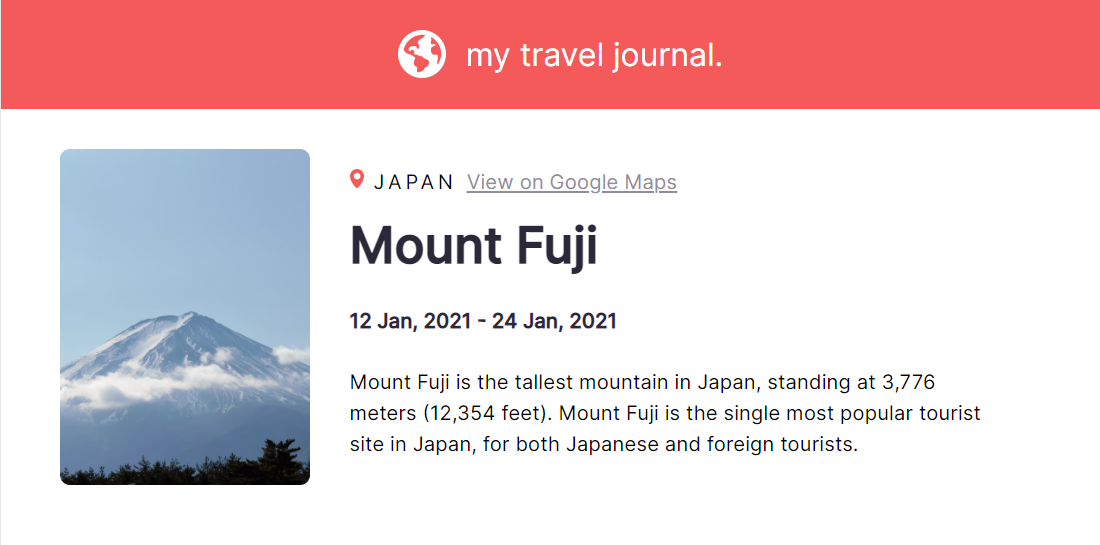 my travel journal.
JAPAN View on Google Maps
Mount Fuji
12 Jan, 2021 - 24 Jan, 2021
Mount Fuji is the tallest mountain in Japan, standing at 3,776
meters (12,354 feet). Mount Fuji is the single most popular tourist
site in Japan, for both Japanese and foreign tourists.